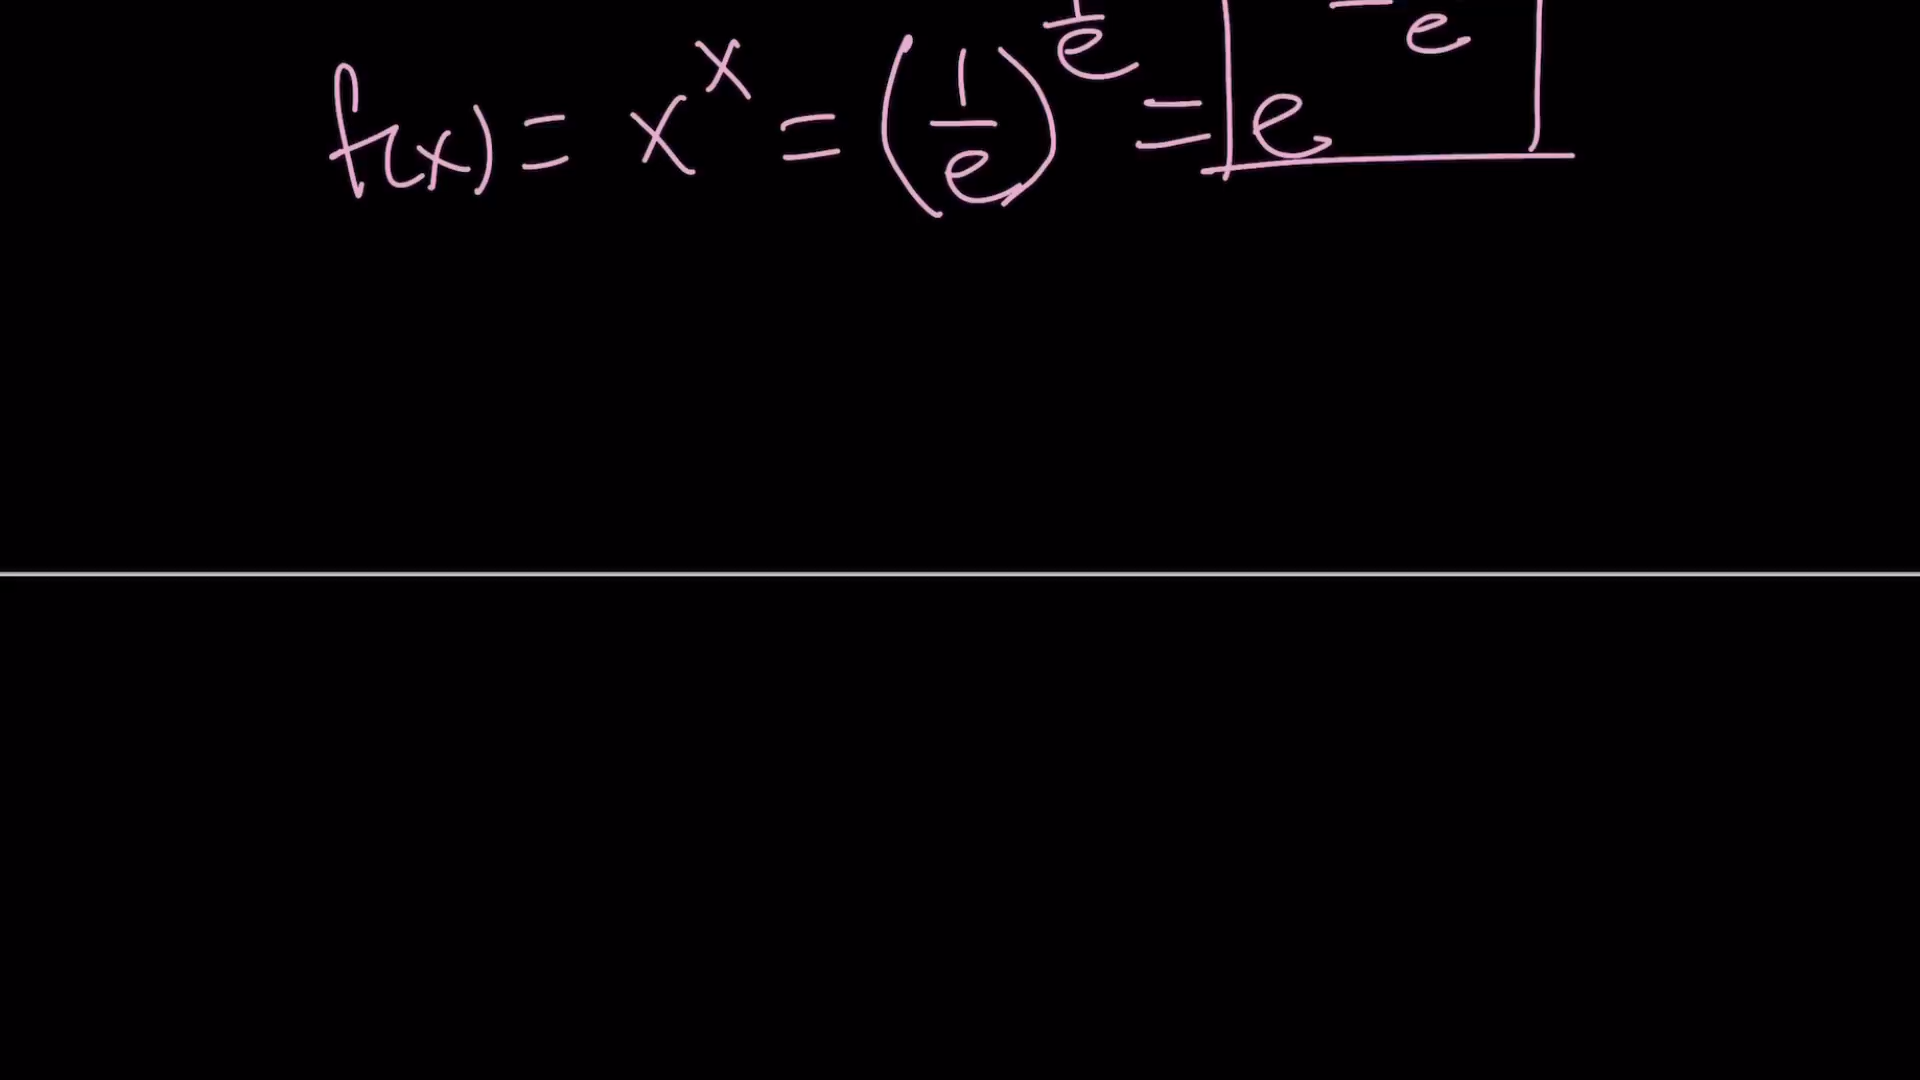 f(x) = x^x = (1/e)^(1/e) = e^(-1/e)